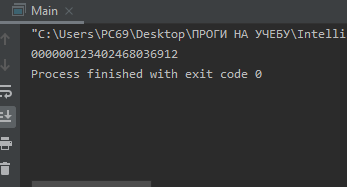 Main
"C:\Users\PC69\Desktop\ПРОГИ НА УЧЕБУ\Intelli
000000123402468036912
Process finished with exit code 0